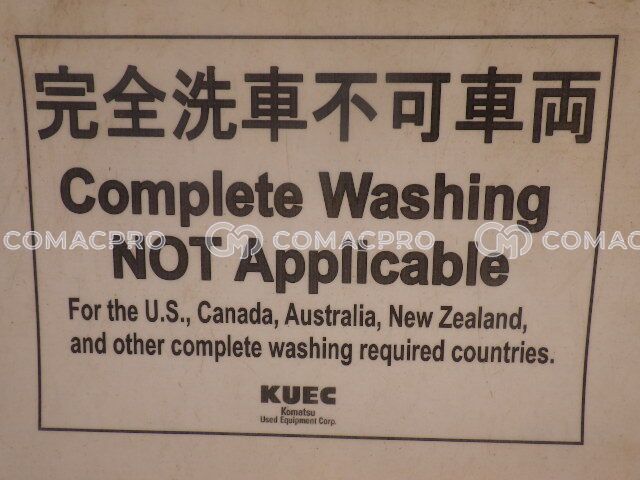 完全洗車不可車両
Complete Washing
COMACPRO COMACPRO COMACPRO
NOT Applicable
For the U.S., Canada, Australia, New Zealand,
and other complete washing required countries.
KUEC
Komatsu
Used Equipment Corp.